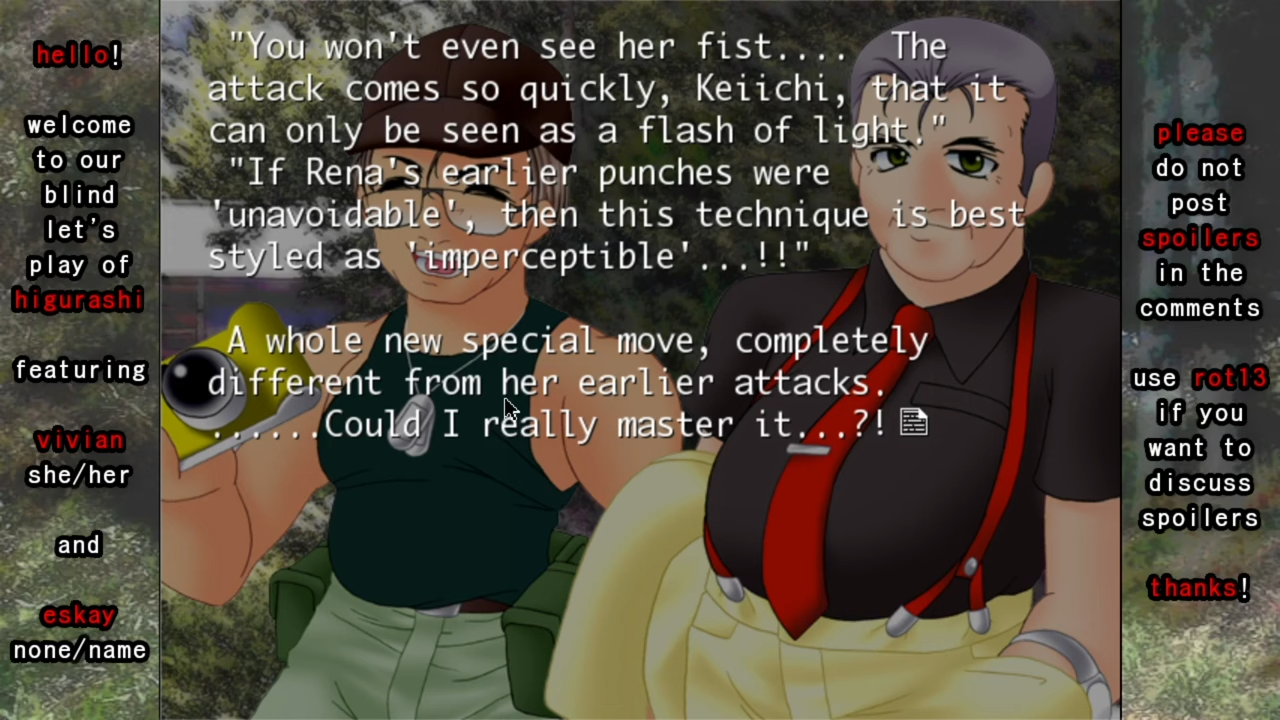 hello!
welcome
to our
blind
let's
play of
higurashi
featuring
vivian
she/her
and
eskay
none/name
"You won't even see her fist.... The
attack comes so quickly, Keiichi, that it
can only be seen as a flash of light."
"If Rena's earlier punches were
'unavoidable', then this technique is best
styled as 'imperceptible'...!!"
A whole new special move, completely
different from her earlier attacks.
......Could I really master it...?!
please
do not
post
spoilers
in the
comments
use rot13
if you
want to
discuss
spoilers
thanks!